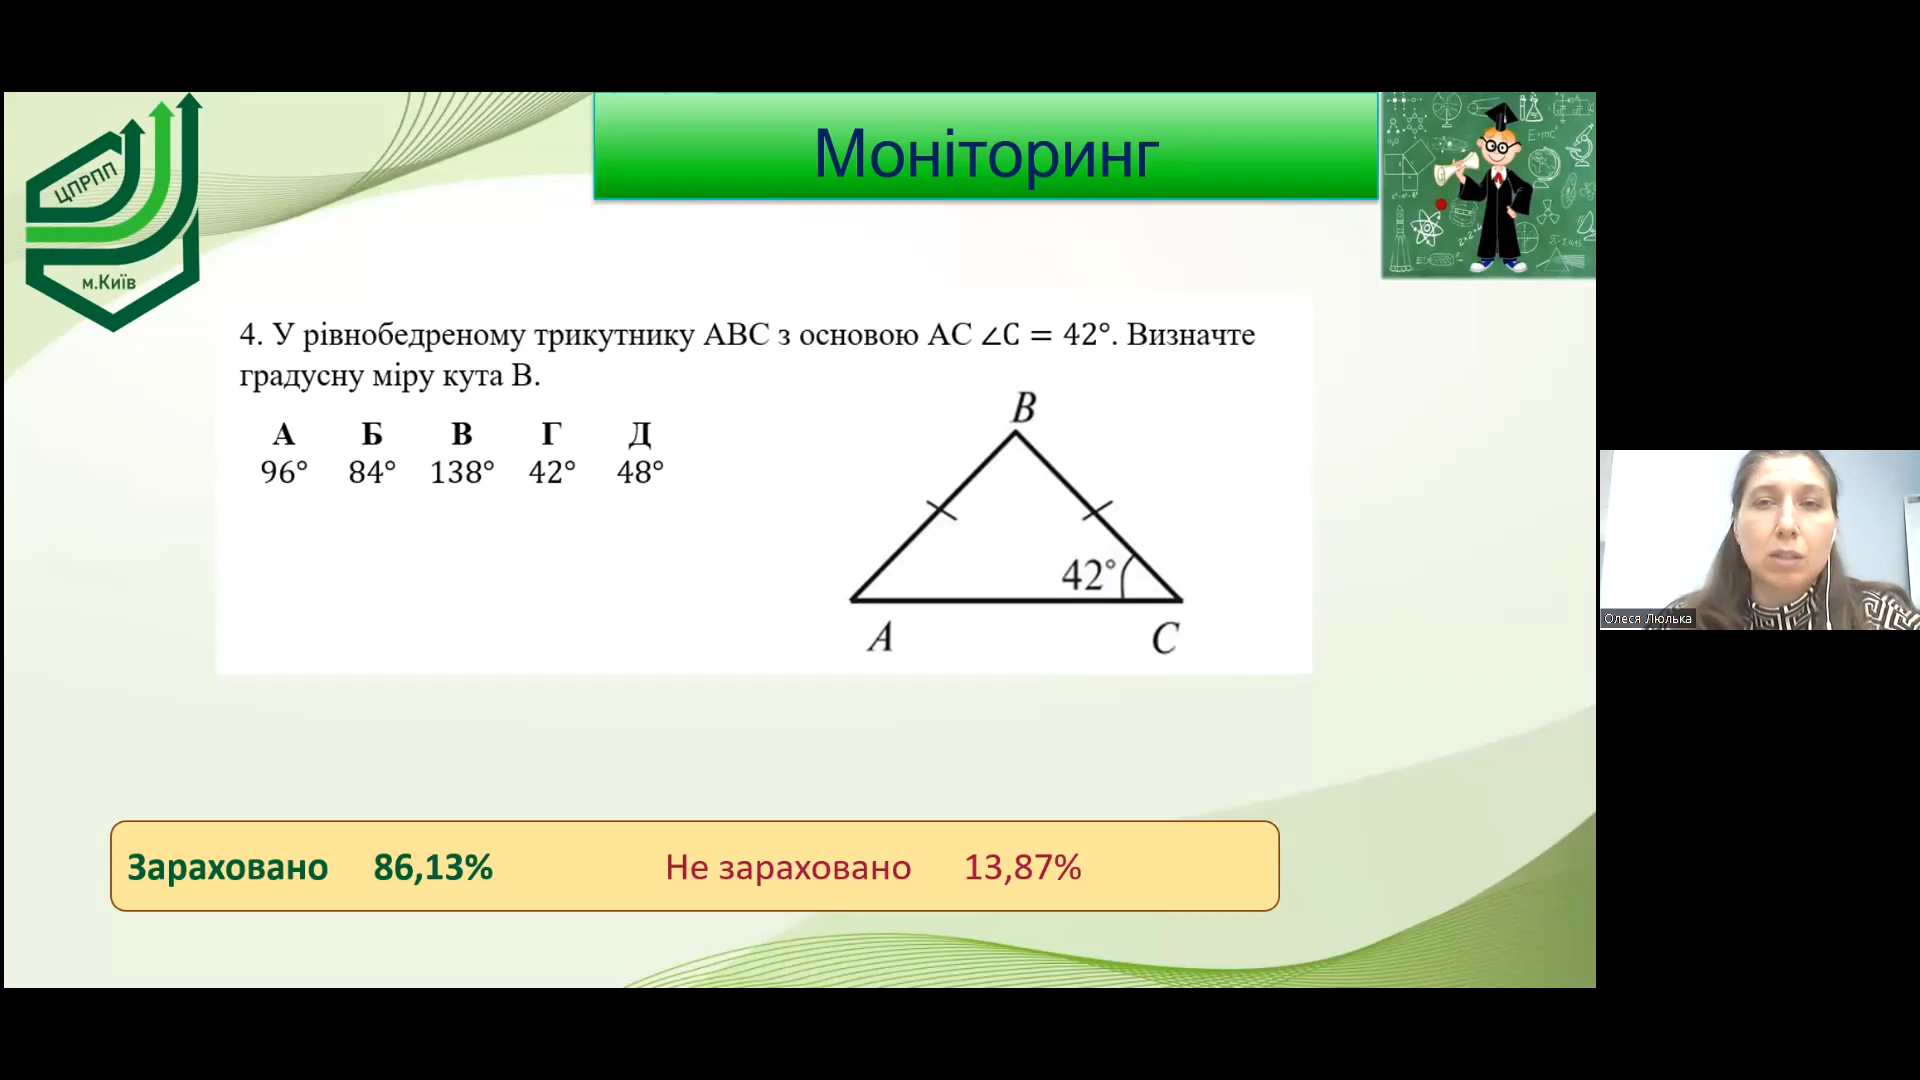 Моніторинг
ЦПРПП
м.Київ
4. У рівнобедреному трикутнику ABC з основою AC ∠C = 42°. Визначте
градусну міру кута B.
А Б В Г Д
96° 84° 138° 42° 48°
B
42°
A C
Зараховано 86,13% Не зараховано 13,87%
Олеся Люлька